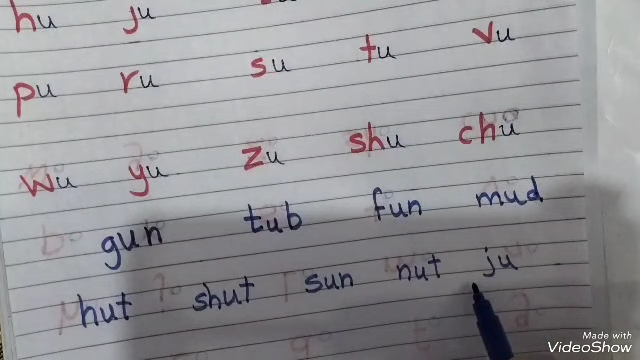 hu ju
pu ru su tu vu
wu yu zu shu chu
gun tub fun mud
hut shut sun nut ju
Made with
VideoShow